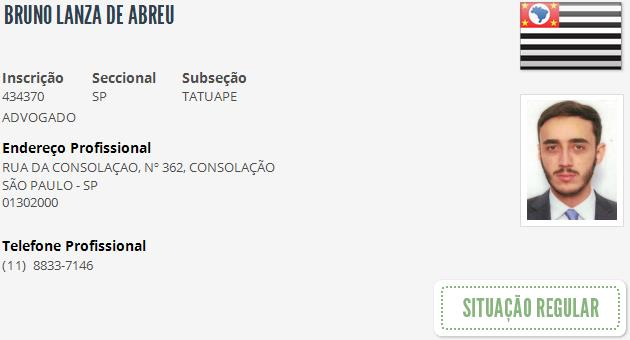 BRUNO LANZA DE ABREU
Inscrição Seccional Subseção
434370 SP TATUAPE
ADVOGADO
Endereço Profissional
RUA DA CONSOLAÇAO, Nº 362, CONSOLAÇÃO
SÃO PAULO - SP
01302000
Telefone Profissional
(11) 8833-7146
SITUAÇÃO REGULAR